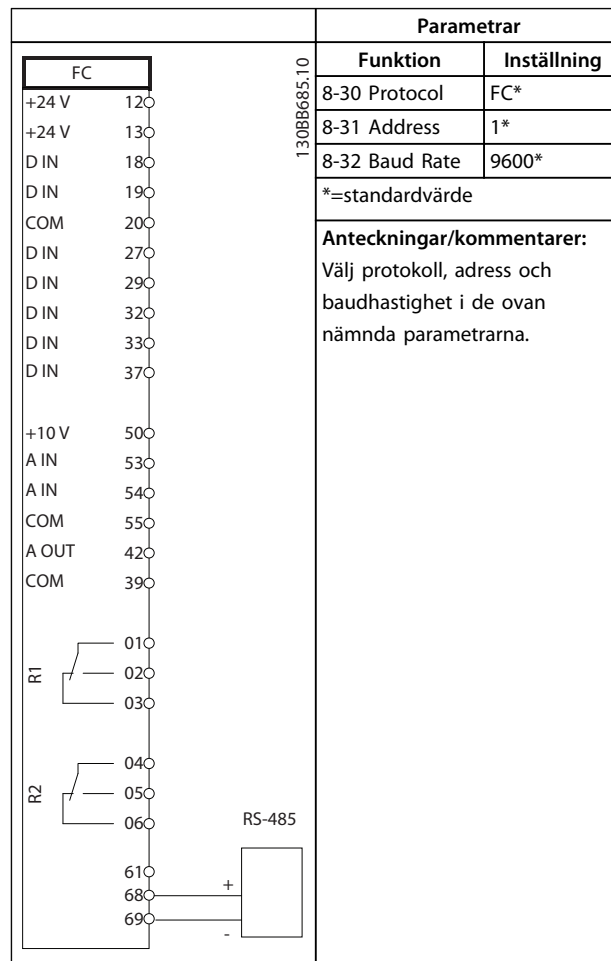 FC
130BB685.10
+24 V 12
+24 V 13
D IN 18
D IN 19
COM 20
D IN 27
D IN 29
D IN 32
D IN 33
D IN 37
+10 V 50
A IN 53
A IN 54
COM 55
A OUT 42
COM 39
R1
01
02
03
R2
04
05
06
RS-485
61
68 +
69 -
Parametrar
Funktion Inställning
8-30 Protocol FC*
8-31 Address 1*
8-32 Baud Rate 9600*
*=standardvärde
Anteckningar/kommentarer:
Välj protokoll, adress och
baudhastighet i de ovan
nämnda parametrarna.